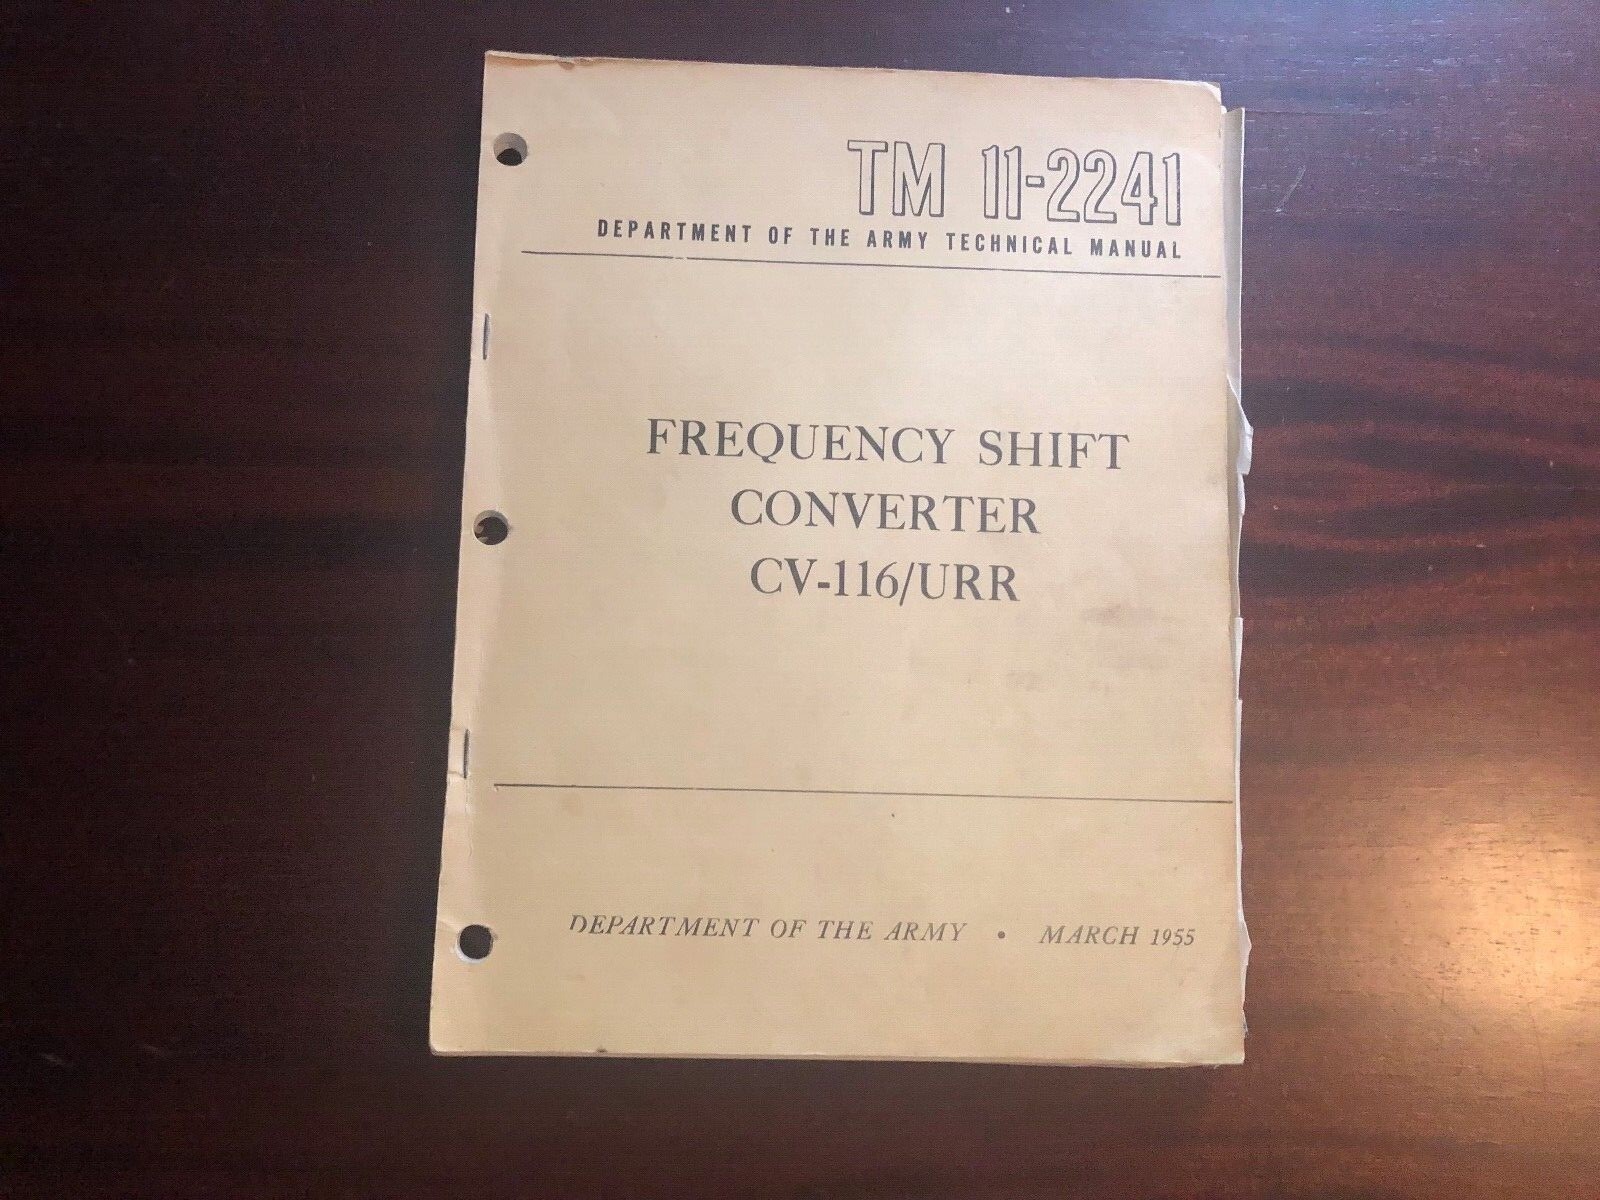 TM 11-2241
DEPARTMENT OF THE ARMY TECHNICAL MANUAL
FREQUENCY SHIFT
CONVERTER
CV-116/URR
DEPARTMENT OF THE ARMY • MARCH 1955